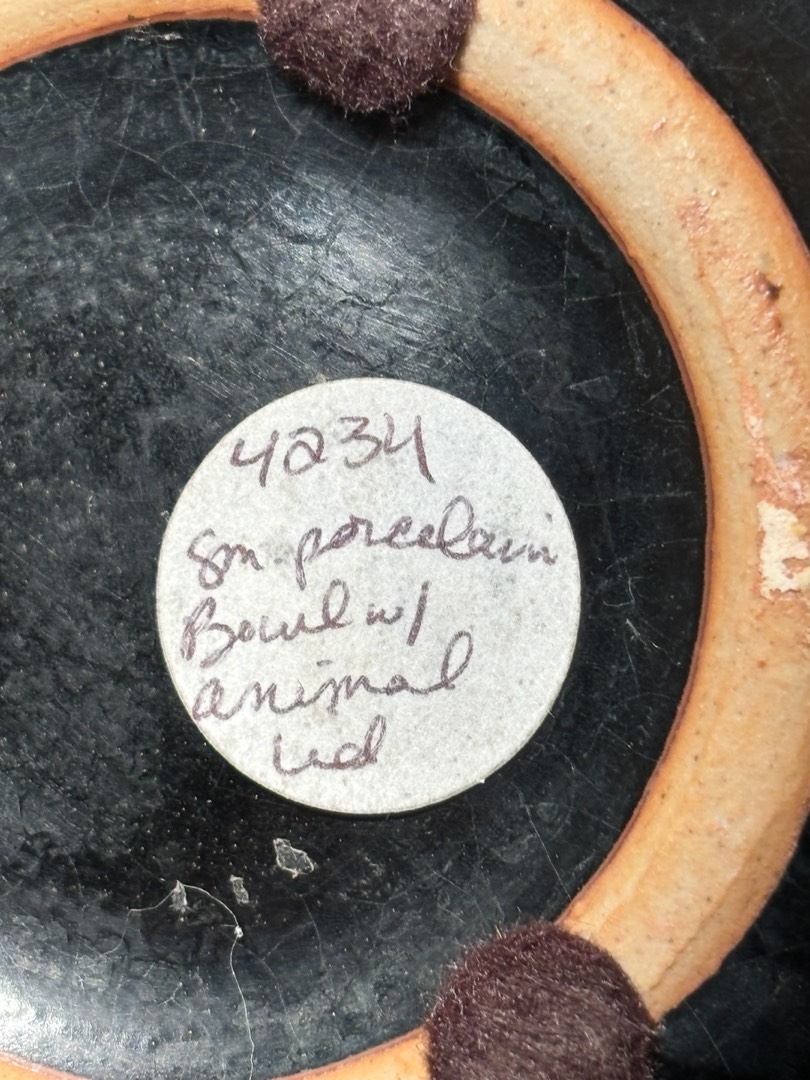 4234
sm. porcelain
Bowl w/
animal
lid